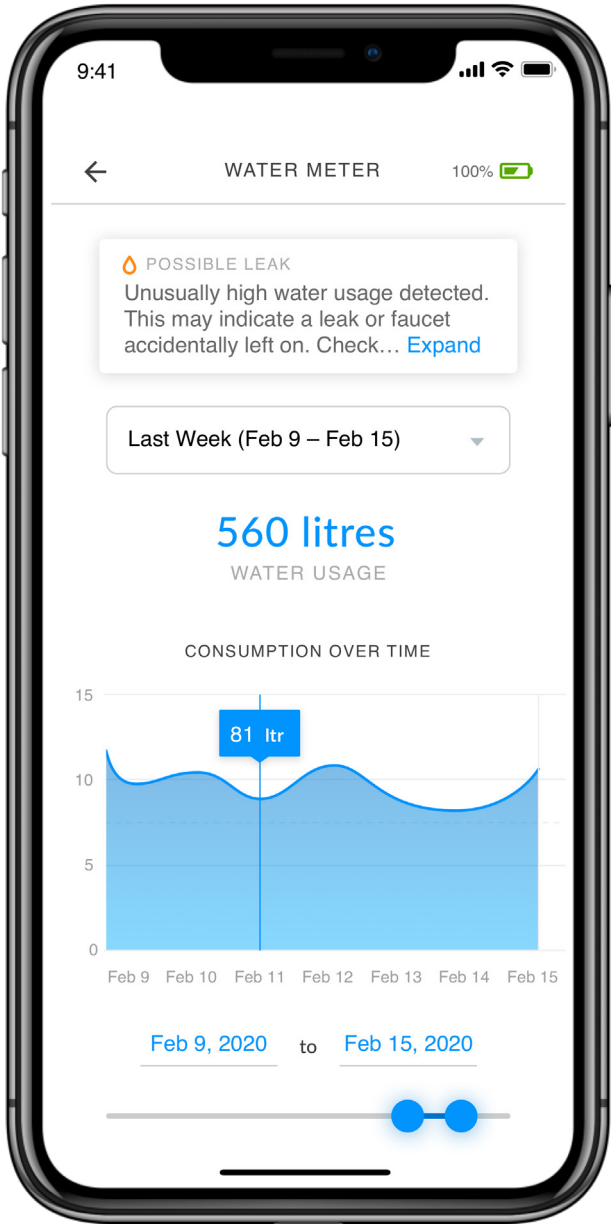 9:41
WATER METER 100%
POSSIBLE LEAK
Unusually high water usage detected.
This may indicate a leak or faucet
accidentally left on. Check... Expand
Last Week (Feb 9 – Feb 15)
560 litres
WATER USAGE
CONSUMPTION OVER TIME
15
81 ltr
10
5
0
Feb 9 Feb 10 Feb 11 Feb 12 Feb 13 Feb 14 Feb 15
Feb 9, 2020 to Feb 15, 2020